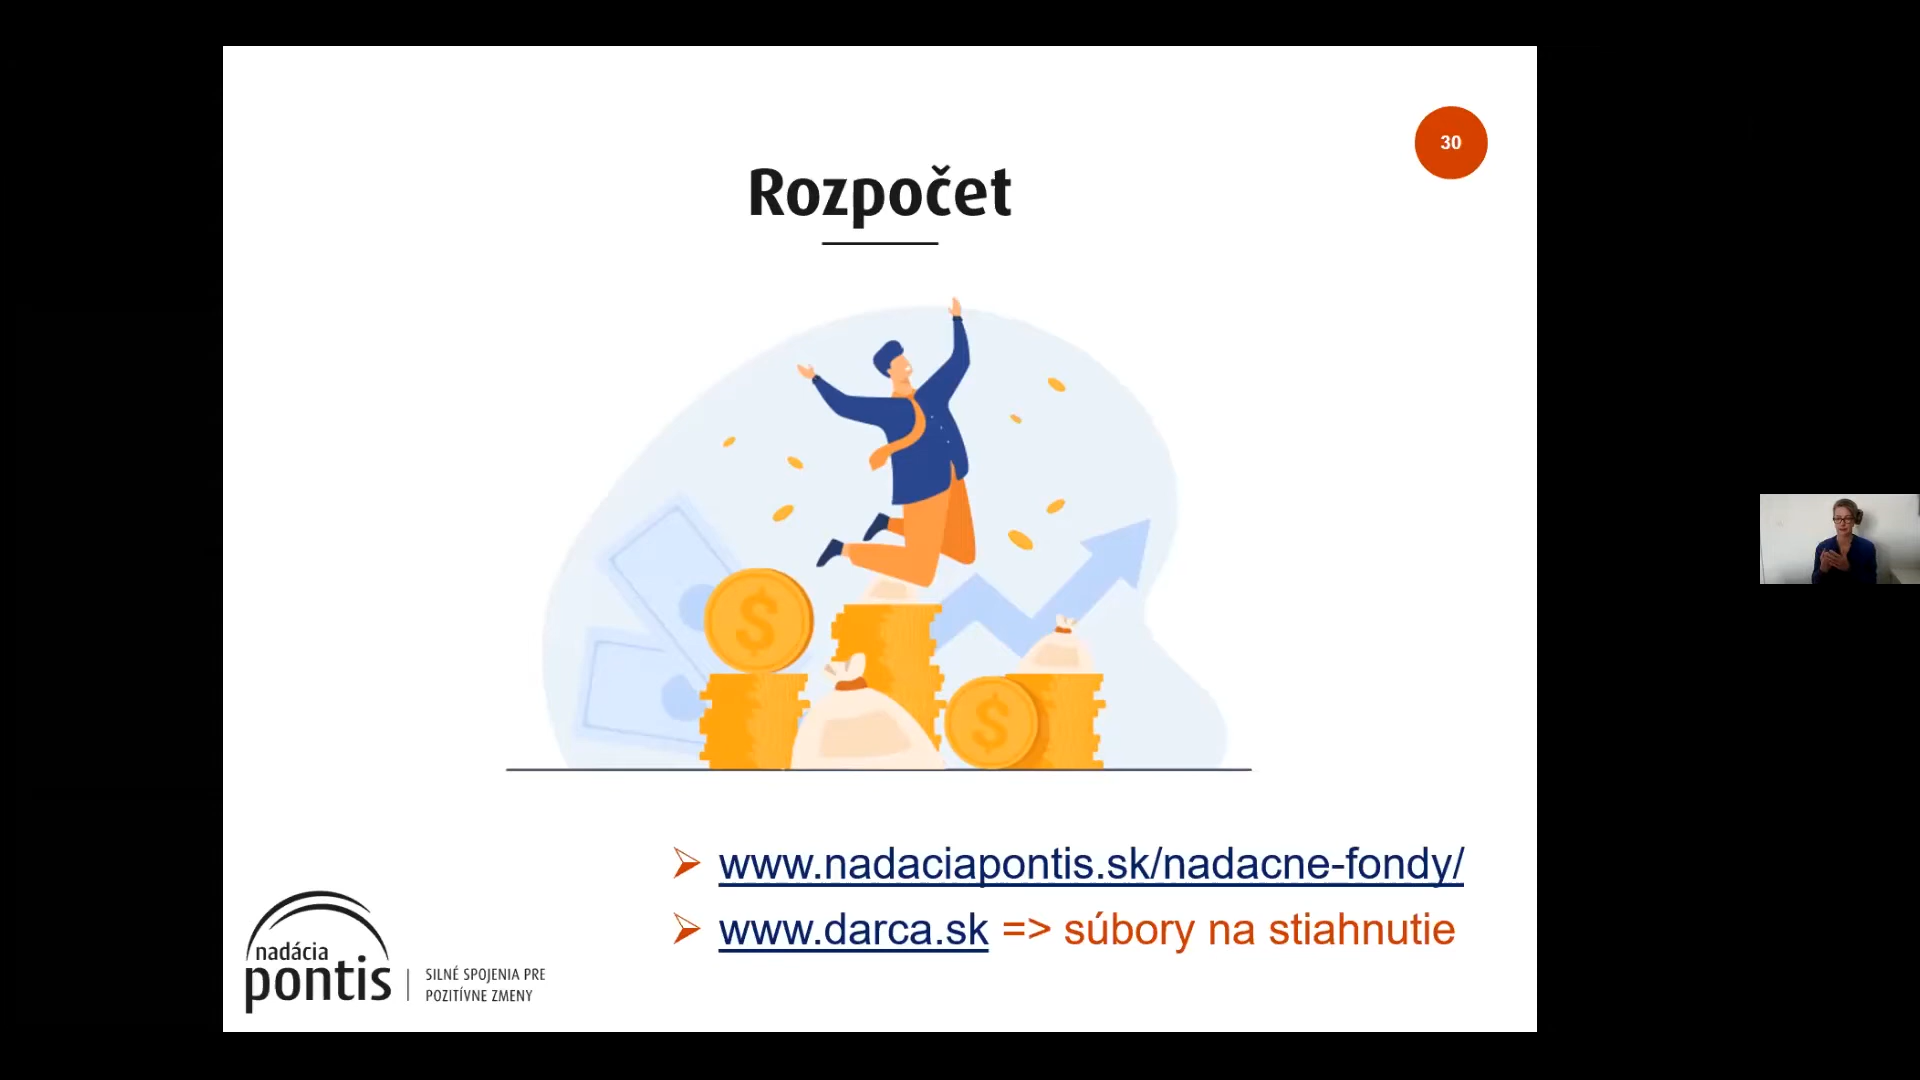 30
Rozpočet
$
$
www.nadaciapontis.sk/nadacne-fondy/
www.darca.sk => súbory na stiahnutie
nadácia
pontis
SILNÉ SPOJENIA PRE
POZITÍVNE ZMENY